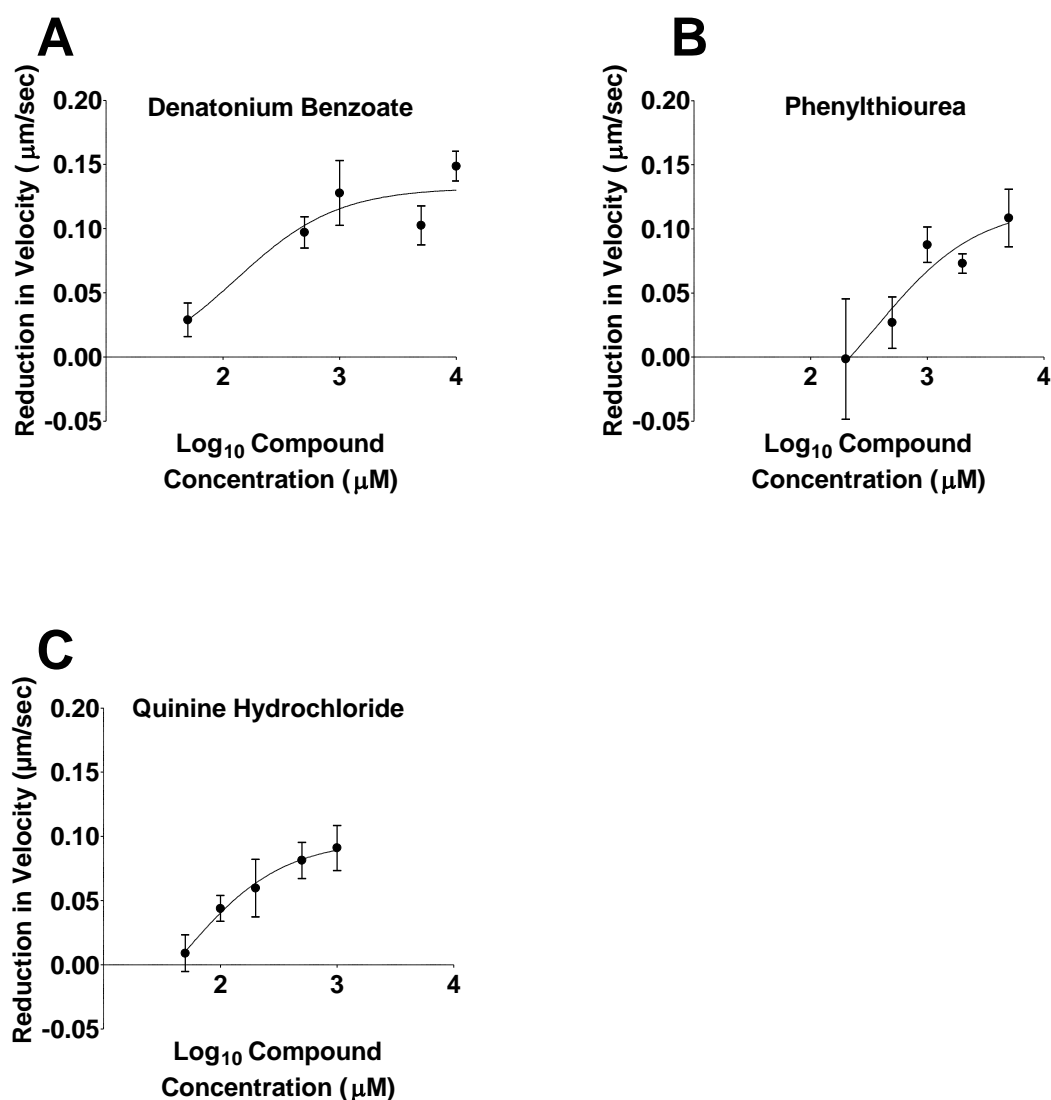 A
Denatonium Benzoate
Reduction in Velocity (μm/sec)
0.20
0.15
0.10
0.05
0.00
-0.05
2 3 4
Log10 Compound
Concentration (μM)
B
Phenylthiourea
Reduction in Velocity (μm/sec)
0.20
0.15
0.10
0.05
0.00
-0.05
2 3 4
Log10 Compound
Concentration (μM)
C
Quinine Hydrochloride
Reduction in Velocity (μm/sec)
0.20
0.15
0.10
0.05
0.00
-0.05
2 3 4
Log10 Compound
Concentration (μM)